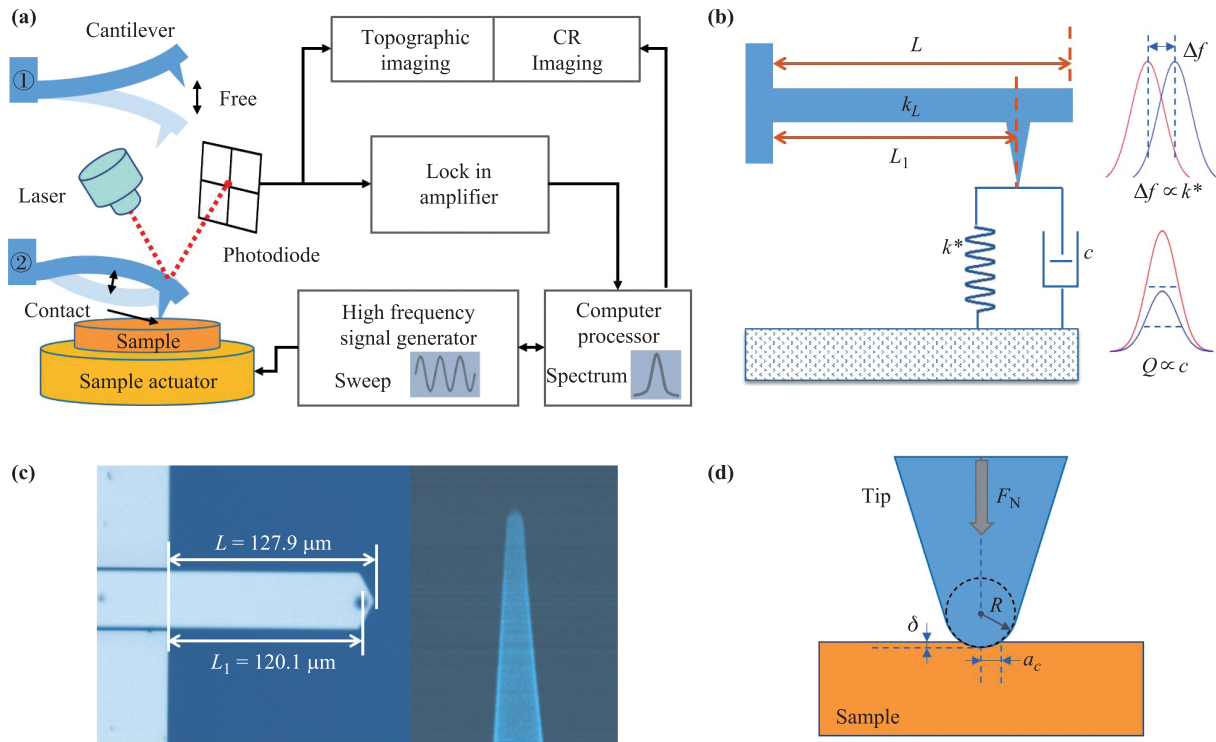 (a)
Cantilever
①
Free
Topographic
imaging
CR
Imaging
Laser
Photodiode
Lock in
amplifier
②
Contact
Sample
Sample actuator
High frequency
signal generator
Sweep
Computer
processor
Spectrum
(b)
L
k_L
L₁
k*
c
Δf
Δf ∝ k*
Q ∝ c
(c)
L = 127.9 μm
L₁ = 120.1 μm
(d)
Tip
F_N
R
δ
a_c
Sample